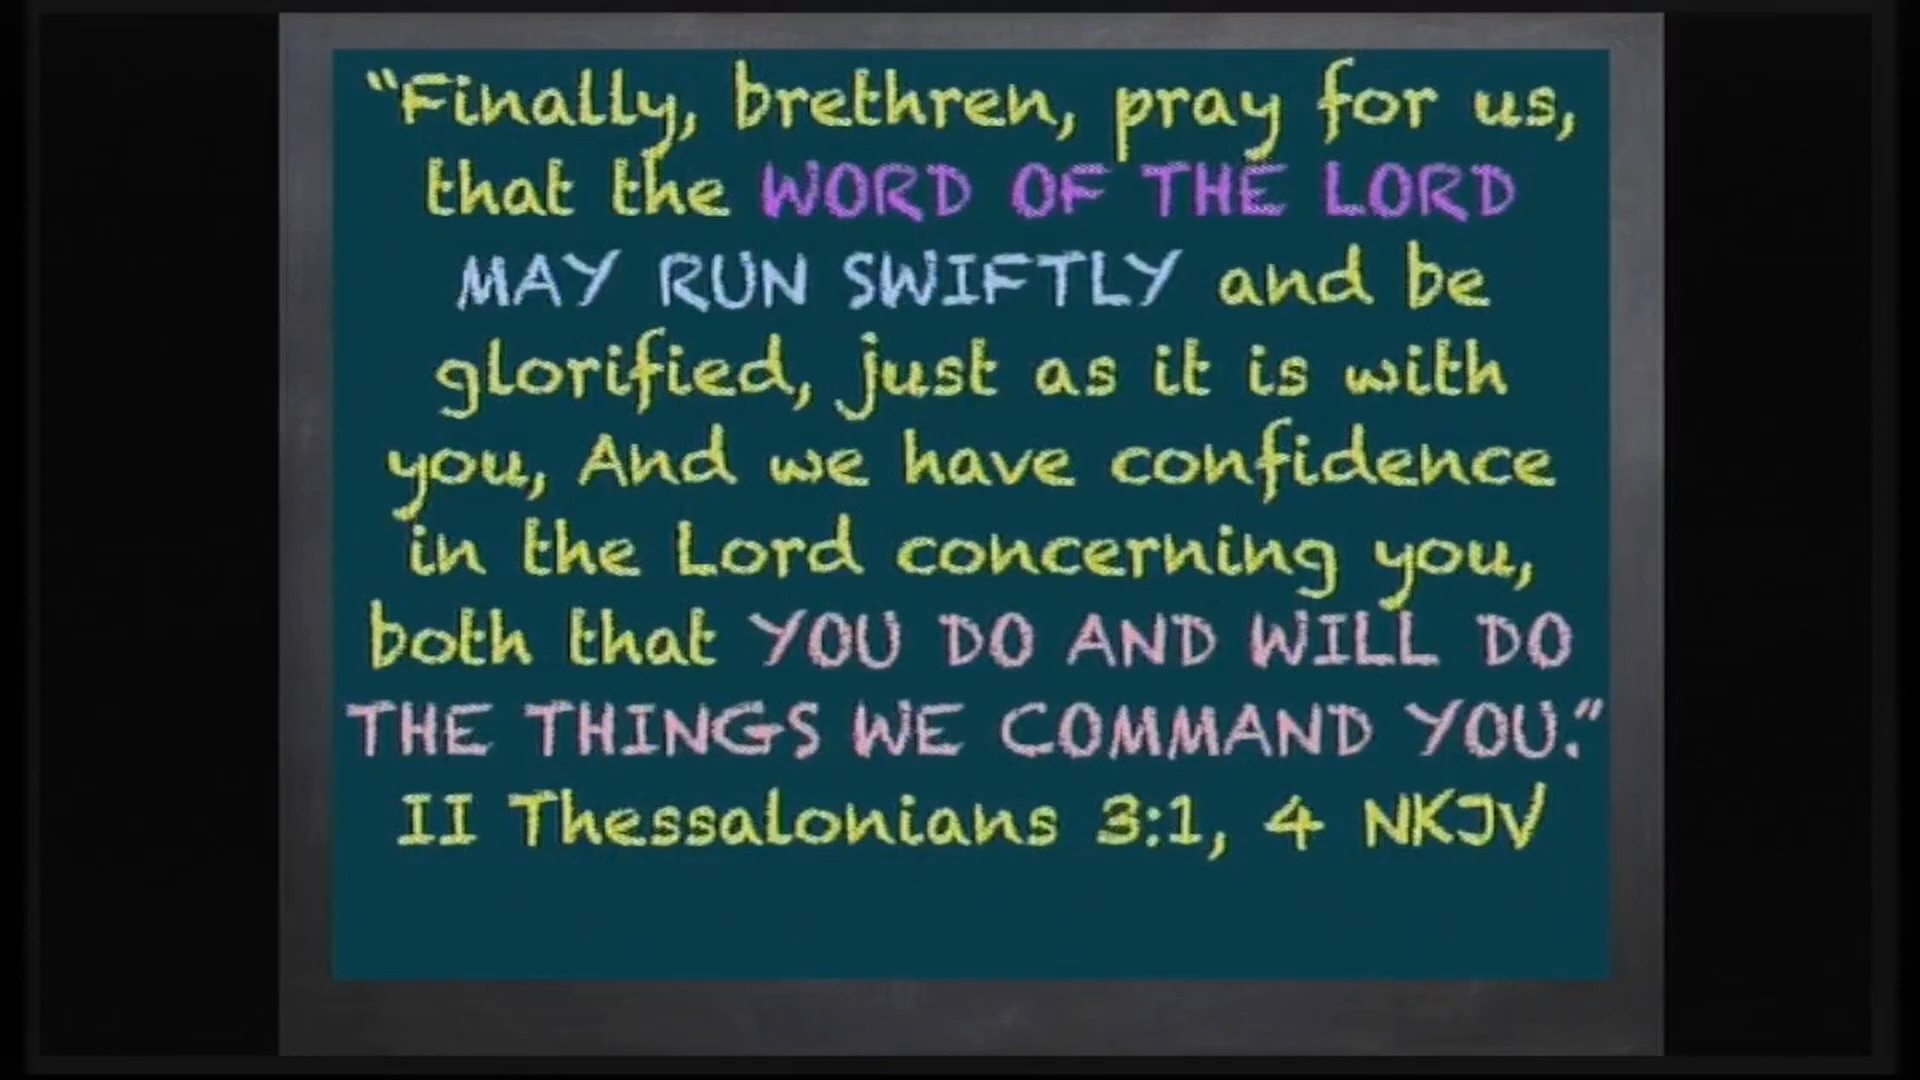 “Finally, brethren, pray for us,
that the WORD OF THE LORD
MAY RUN SWIFTLY and be
glorified, just as it is with
you, And we have confidence
in the Lord concerning you,
both that YOU DO AND WILL DO
THE THINGS WE COMMAND YOU.”
II Thessalonians 3:1, 4 NKJV